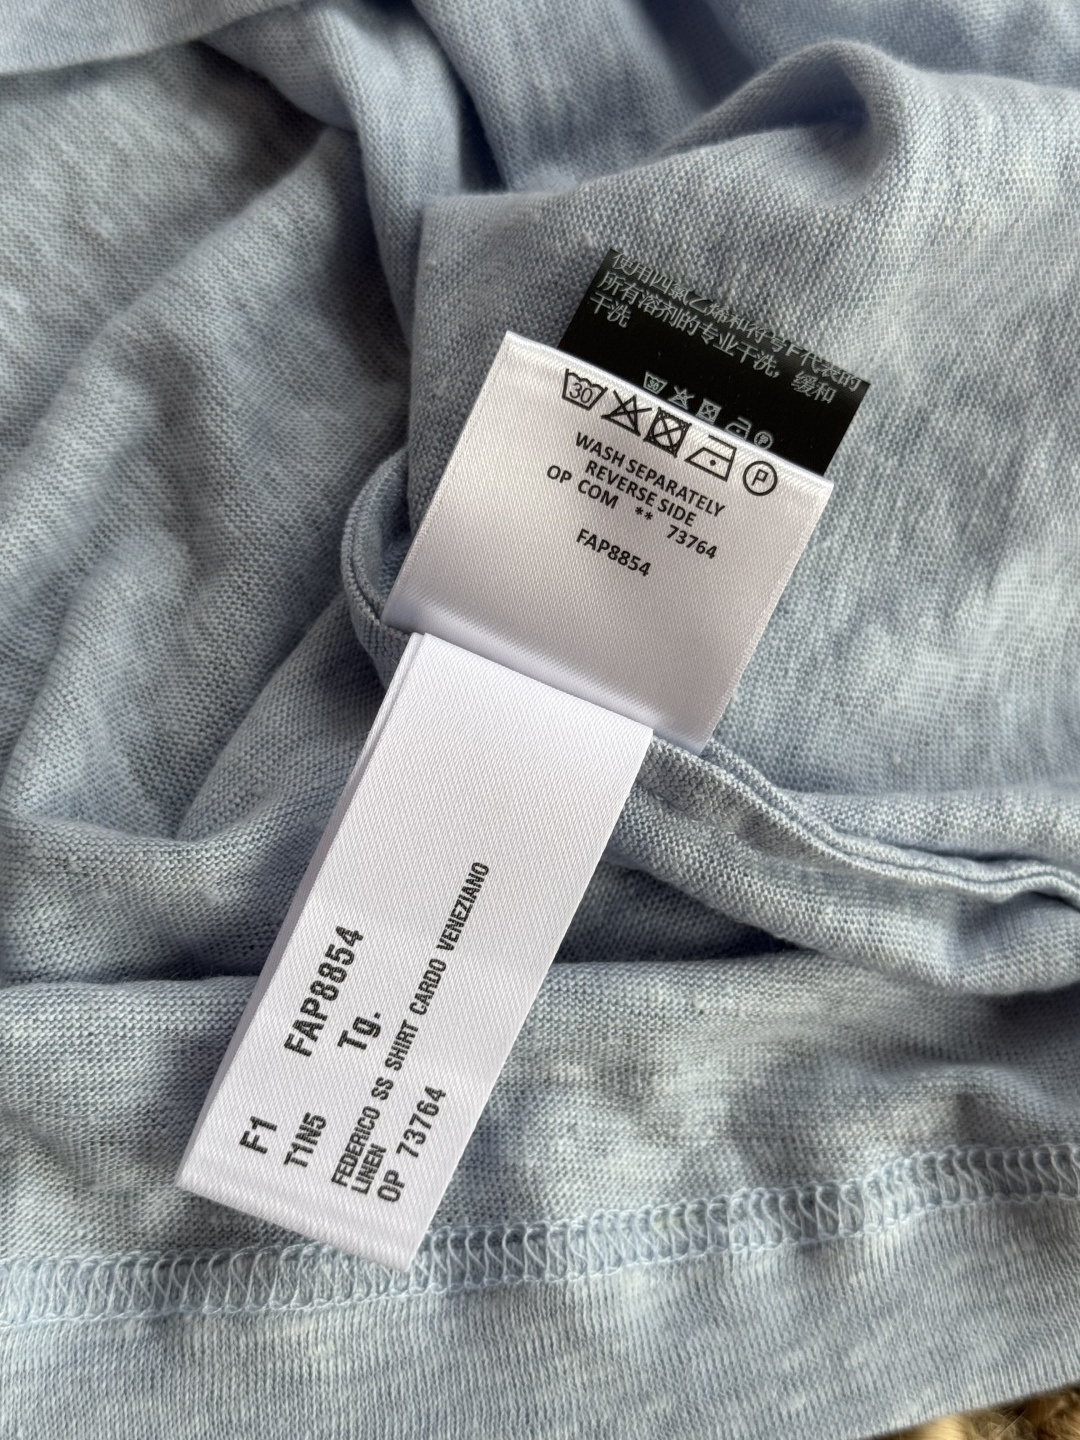 使用四氯乙烯和符号F代表的
所有溶剂的专业干洗，缓和
干洗
30
P
30
P
WASH SEPARATELY
REVERSE SIDE
OP COM ** 73764
FAP8854
F1 FAP8854
T1N5 Tg.
FEDERICO SS SHIRT CARDO VENEZIANO
LINEN
OP 73764